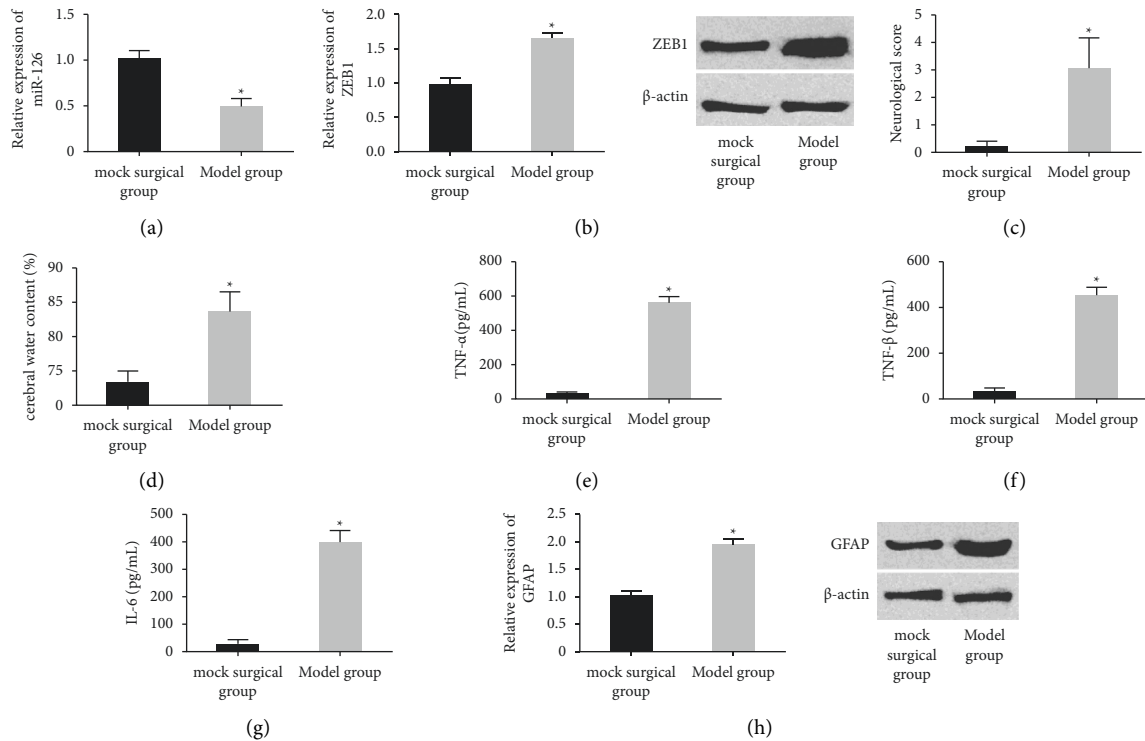 Relative expression of
miR-126
1.5
1.0
0.5
0
*
mock surgical
group
Model group
(a)
Relative expression of
ZEB1
2.0
1.5
1.0
0.5
0.0
*
mock surgical
group
Model group
ZEB1
β-actin
mock
surgical
group
Model
group
(b)
Neurological score
5
4
3
2
1
0
*
mock surgical
group
Model group
(c)
cerebral water content (%)
90
85
83
75
0
*
mock surgical
group
Model group
(d)
TNF-α(pg/mL)
800
600
400
200
0
*
mock surgical
group
Model group
(e)
TNF-β (pg/mL)
600
400
200
0
*
mock surgical
group
Model group
(f)
IL-6 (pg/mL)
500
400
300
200
100
0
*
mock surgical
group
Model group
(g)
Relative expression of
GFAP
2.5
2.0
1.5
1.0
0.5
0.0
*
mock surgical
group
Model group
GFAP
β-actin
mock
surgical
group
Model
group
(h)